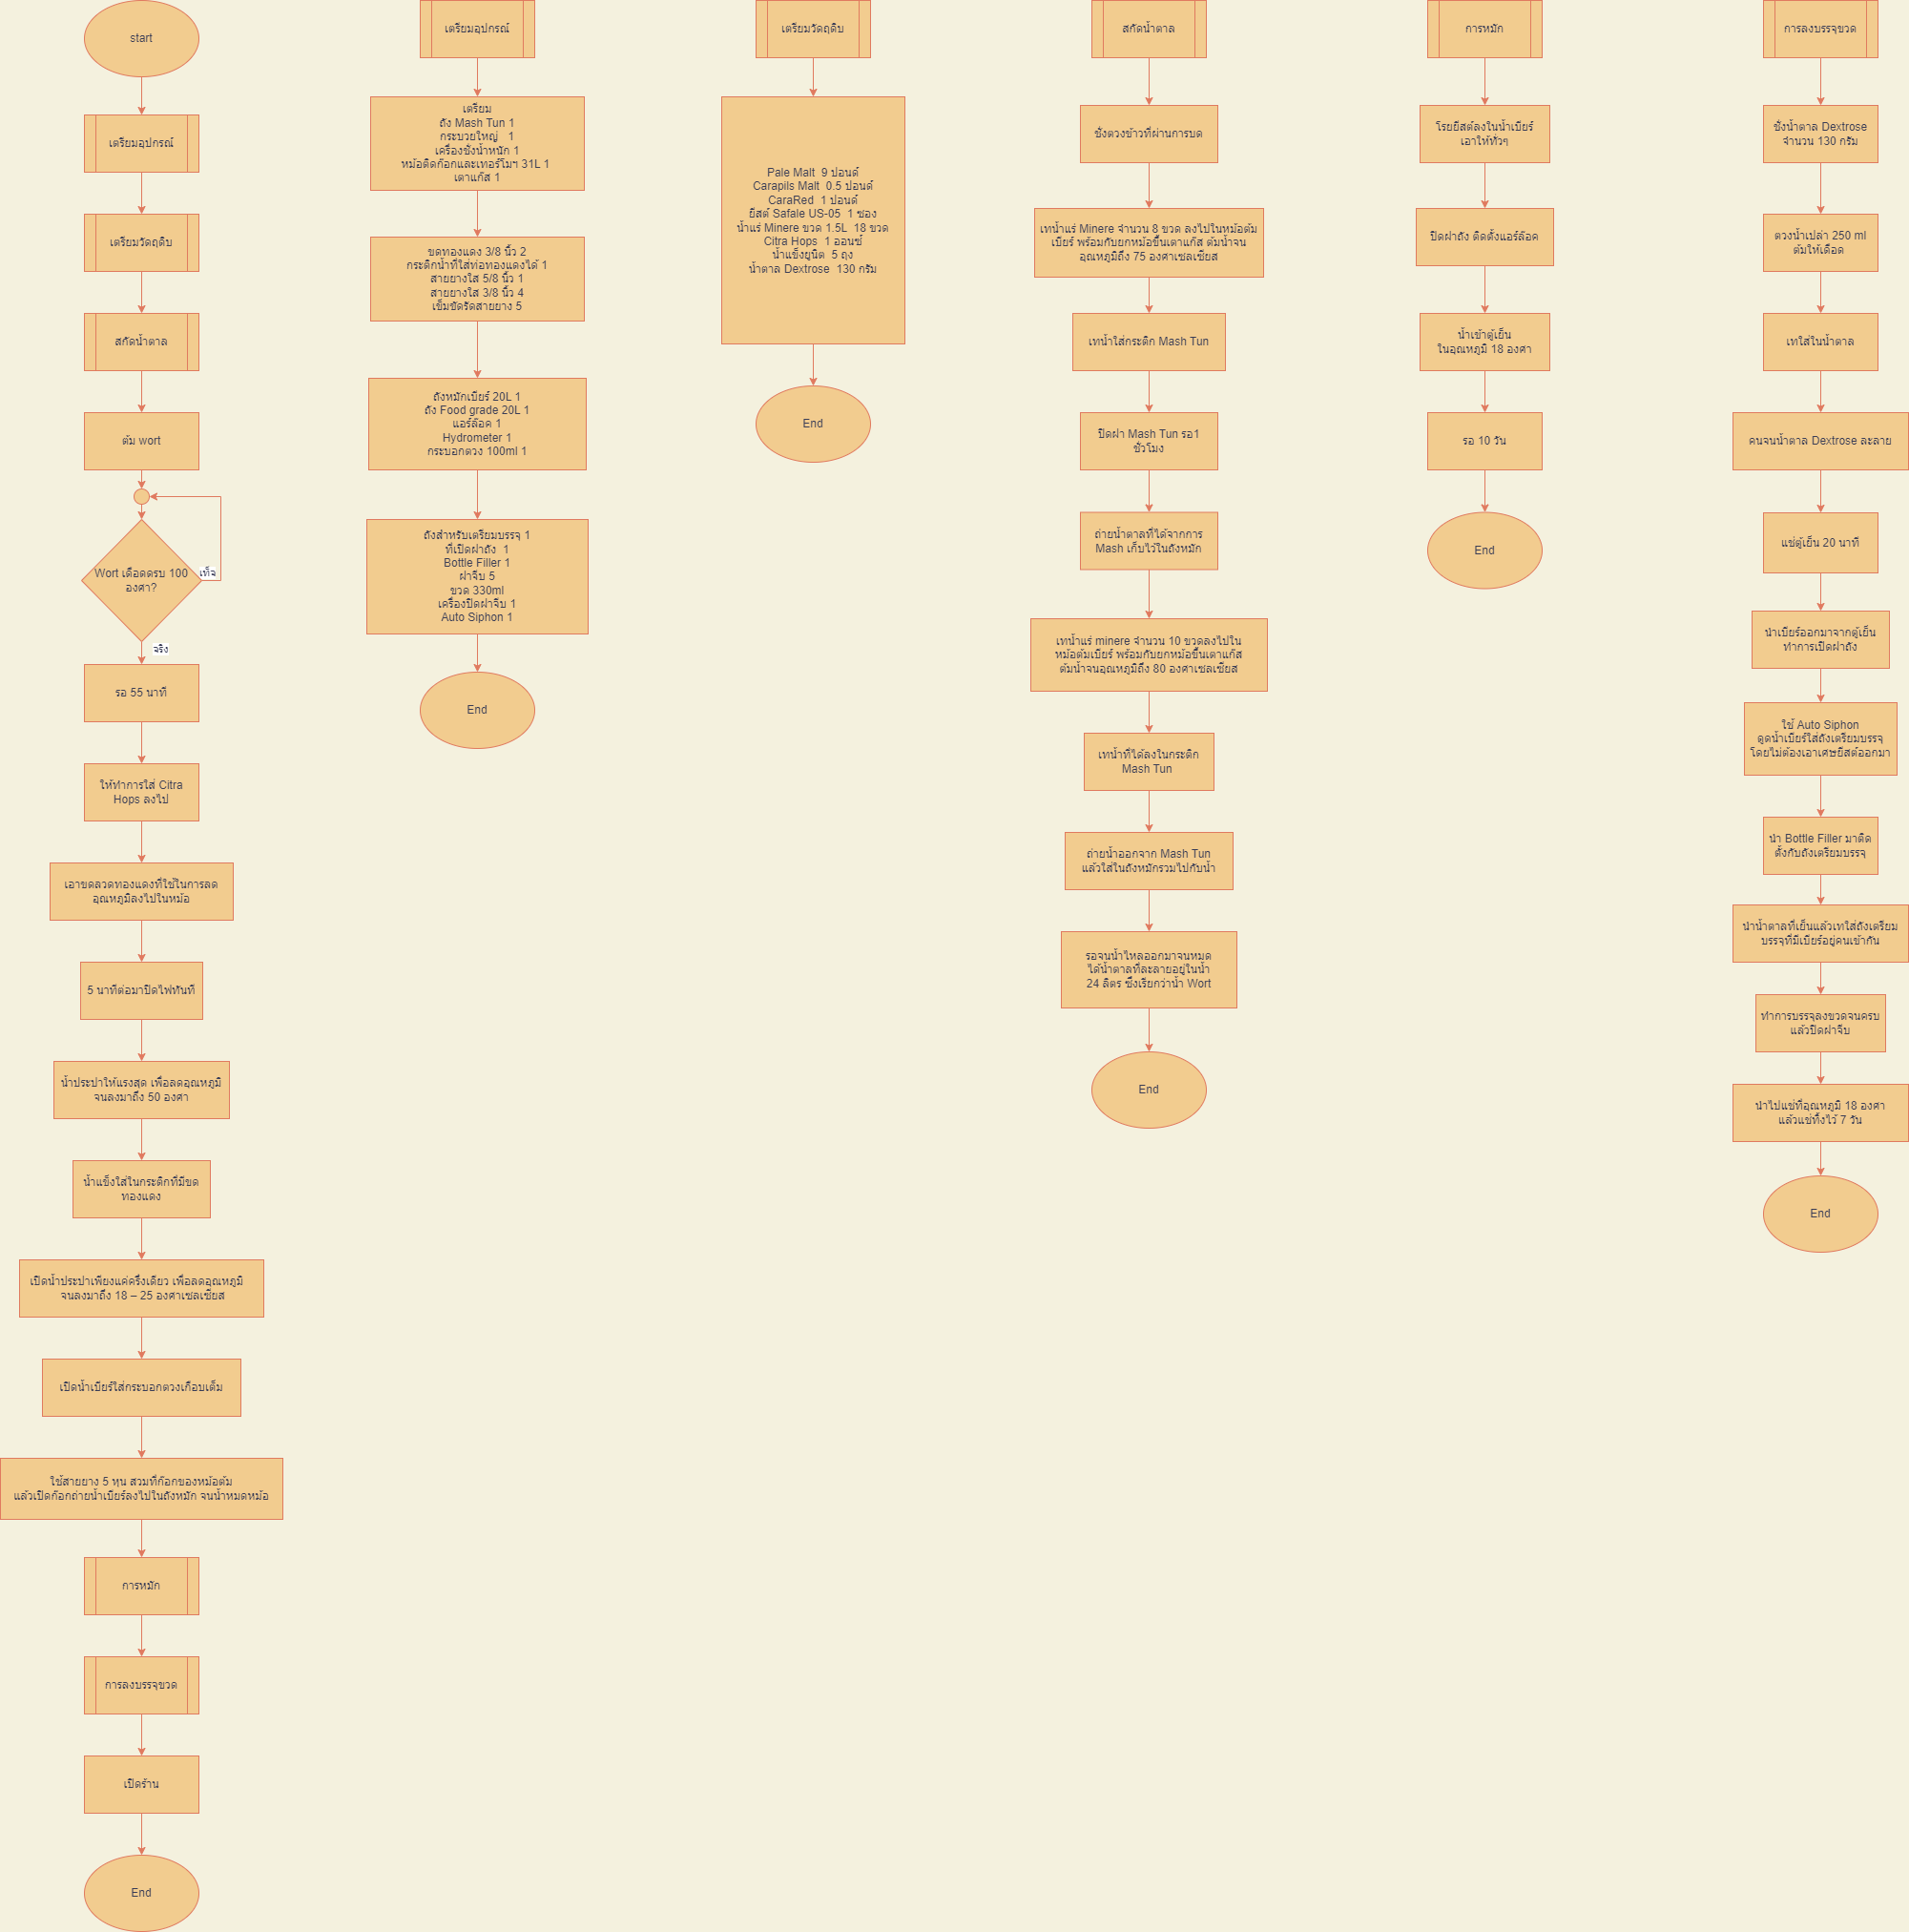 start
เตรียมอุปกรณ์
เตรียมวัดฤดิบ
สกัดน้ำตาล
ต้ม wort
Wort เดือดตรบ 100
องศา?
เท็จ
จริง
รอ 55 นาที
ให้ทำการใส่ Citra
Hops ลงไป
เอาขดลวดทองแดงที่ใช้ในการลด
อุณหภูมิลงไปในหม้อ
5 นาทีต่อมาปิดไฟทันที
น้ำประปาให้แรงสุด เพื่อลดอุณหภูมิ
จนลงมาถึง 50 องศา
น้ำแข็งใส่ในกระติกที่มีขด
ทองแดง
เปิดน้ำประปาเพียงแค่ครึ่งเดียว เพื่อลดอุณหภูมิ
จนลงมาถึง 18 – 25 องศาเซลเซียส
เปิดน้ำเบียร์ใส่กระบอกตวงเกือบเต็ม
ใช้สายยาง 5 หุน สวมที่ก๊อกของหม้อต้ม
แล้วเปิดก๊อกถ่ายน้ำเบียร์ลงไปในถังหมัก จนน้ำหมดหม้อ
การหมัก
การลงบรรจุขวด
เปิดร้าน
End
เตรียมอุปกรณ์
เตรียม
ถัง Mash Tun 1
กระบวยใหญ่ 1
เครื่องชั่งน้ำหนัก 1
หม้อติดก๊อกและเทอร์โมฯ 31L 1
เตาแก๊ส 1
ขดทองแดง 3/8 นิ้ว 2
กระติกน้ำที่ใส่ท่อทองแดงได้ 1
สายยางใส 5/8 นิ้ว 1
สายยางใส 3/8 นิ้ว 4
เข็มขัดรัดสายยาง 5
ถังหมักเบียร์ 20L 1
ถัง Food grade 20L 1
แอร์ล๊อค 1
Hydrometer 1
กระบอกตวง 100ml 1
ถังสำหรับเตรียมบรรจุ 1
ที่เปิดฝาถัง 1
Bottle Filler 1
ฝาจีบ 5
ขวด 330ml
เครื่องปิดฝาจีบ 1
Auto Siphon 1
End
เตรียมวัดฤดิบ
Pale Malt 9 ปอนด์
Carapils Malt 0.5 ปอนด์
CaraRed 1 ปอนด์
ยีสต์ Safale US-05 1 ซอง
น้ำแร่ Minere ขวด 1.5L 18 ขวด
Citra Hops 1 ออนซ์
น้ำแข็งยูนิต 5 ถุง
น้ำตาล Dextrose 130 กรัม
End
สกัดน้ำตาล
ชั่งตวงข้าวที่ผ่านการบด
เทน้ำแร่ Minere จำนวน 8 ขวด ลงไปในหม้อต้ม
เบียร์ พร้อมกับยกหม้อขึ้นเตาแก๊ส ต้มน้ำจน
อุณหภูมิถึง 75 องศาเซลเซียส
เทน้ำใส่กระติก Mash Tun
ปิดฝา Mash Tun รอ1
ชั่วโมง
ถ่ายน้ำตาลที่ได้จากการ
Mash เก็บไว้ในถังหมัก
เทน้ำแร่ minere จำนวน 10 ขวดลงไปใน
หม้อต้มเบียร์ พร้อมกับยกหม้อขึ้นเตาแก๊ส
ต้มน้ำจนอุณหภูมิถึง 80 องศาเซลเซียส
เทน้ำที่ได้ลงในกระติก
Mash Tun
ถ่ายน้ำออกจาก Mash Tun
แล้วใส่ในถังหมักรวมไปกับน้ำ
รอจนน้ำไหลออกมาจนหมด
ได้น้ำตาลที่ละลายอยู่ในน้ำ
24 ลิตร ซึ่งเรียกว่าน้ำ Wort
End
การหมัก
โรยยีสต์ลงในน้ำเบียร์
เอาให้ทั่วๆ
ปิดฝาถัง ติดตั้งแอร์ล๊อค
น้ำเข้าตู้เย็น
ในอุณหภูมิ 18 องศา
รอ 10 วัน
End
การลงบรรจุขวด
ชั่งน้ำตาล Dextrose
จำนวน 130 กรัม
ตวงน้ำเปล่า 250 ml
ต้มให้เดือด
เทใส่ในน้ำตาล
คนจนน้ำตาล Dextrose ละลาย
แช่ตู้เย็น 20 นาที
นำเบียร์ออกมาจากตู้เย็น
ทำการเปิดฝาถัง
ใช้ Auto Siphon
ดูดน้ำเบียร์ใส่ถังเตรียมบรรจุ
โดยไม่ต้องเอาเศษยีสต์ออกมา
นำ Bottle Filler มาติด
ตั้งกับถังเตรียมบรรจุ
นำน้ำตาลที่เย็นแล้วเทใส่ถังเตรียม
บรรจุที่มีเบียร์อยู่คนเข้ากัน
ทำการบรรจุลงขวดจนครบ
แล้วปิดฝาจีบ
นำไปแช่ที่อุณหภูมิ 18 องศา
แล้วแช่ทิ้งไว้ 7 วัน
End